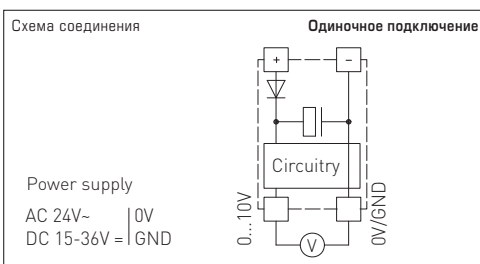 Схема соединения
Одиночное подключение
+
−
Circuitry
Power supply
AC 24V~ | 0V
DC 15-36V = | GND
0...10V
0V/GND
V